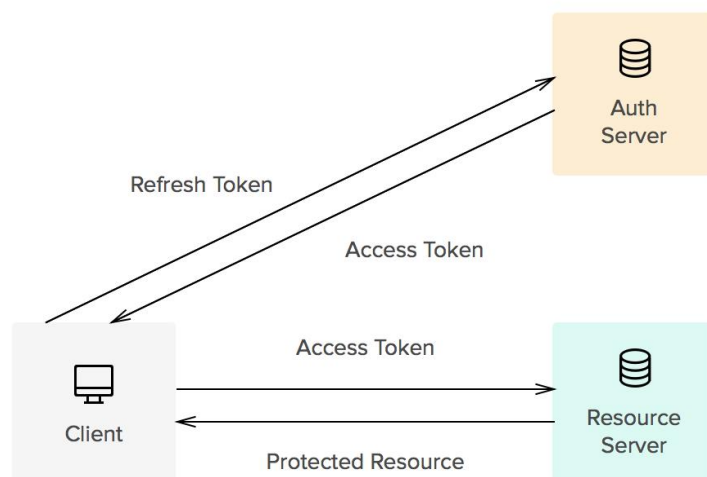 Auth
Server
Refresh Token
Access Token
Access Token
Client
Resource
Server
Protected Resource